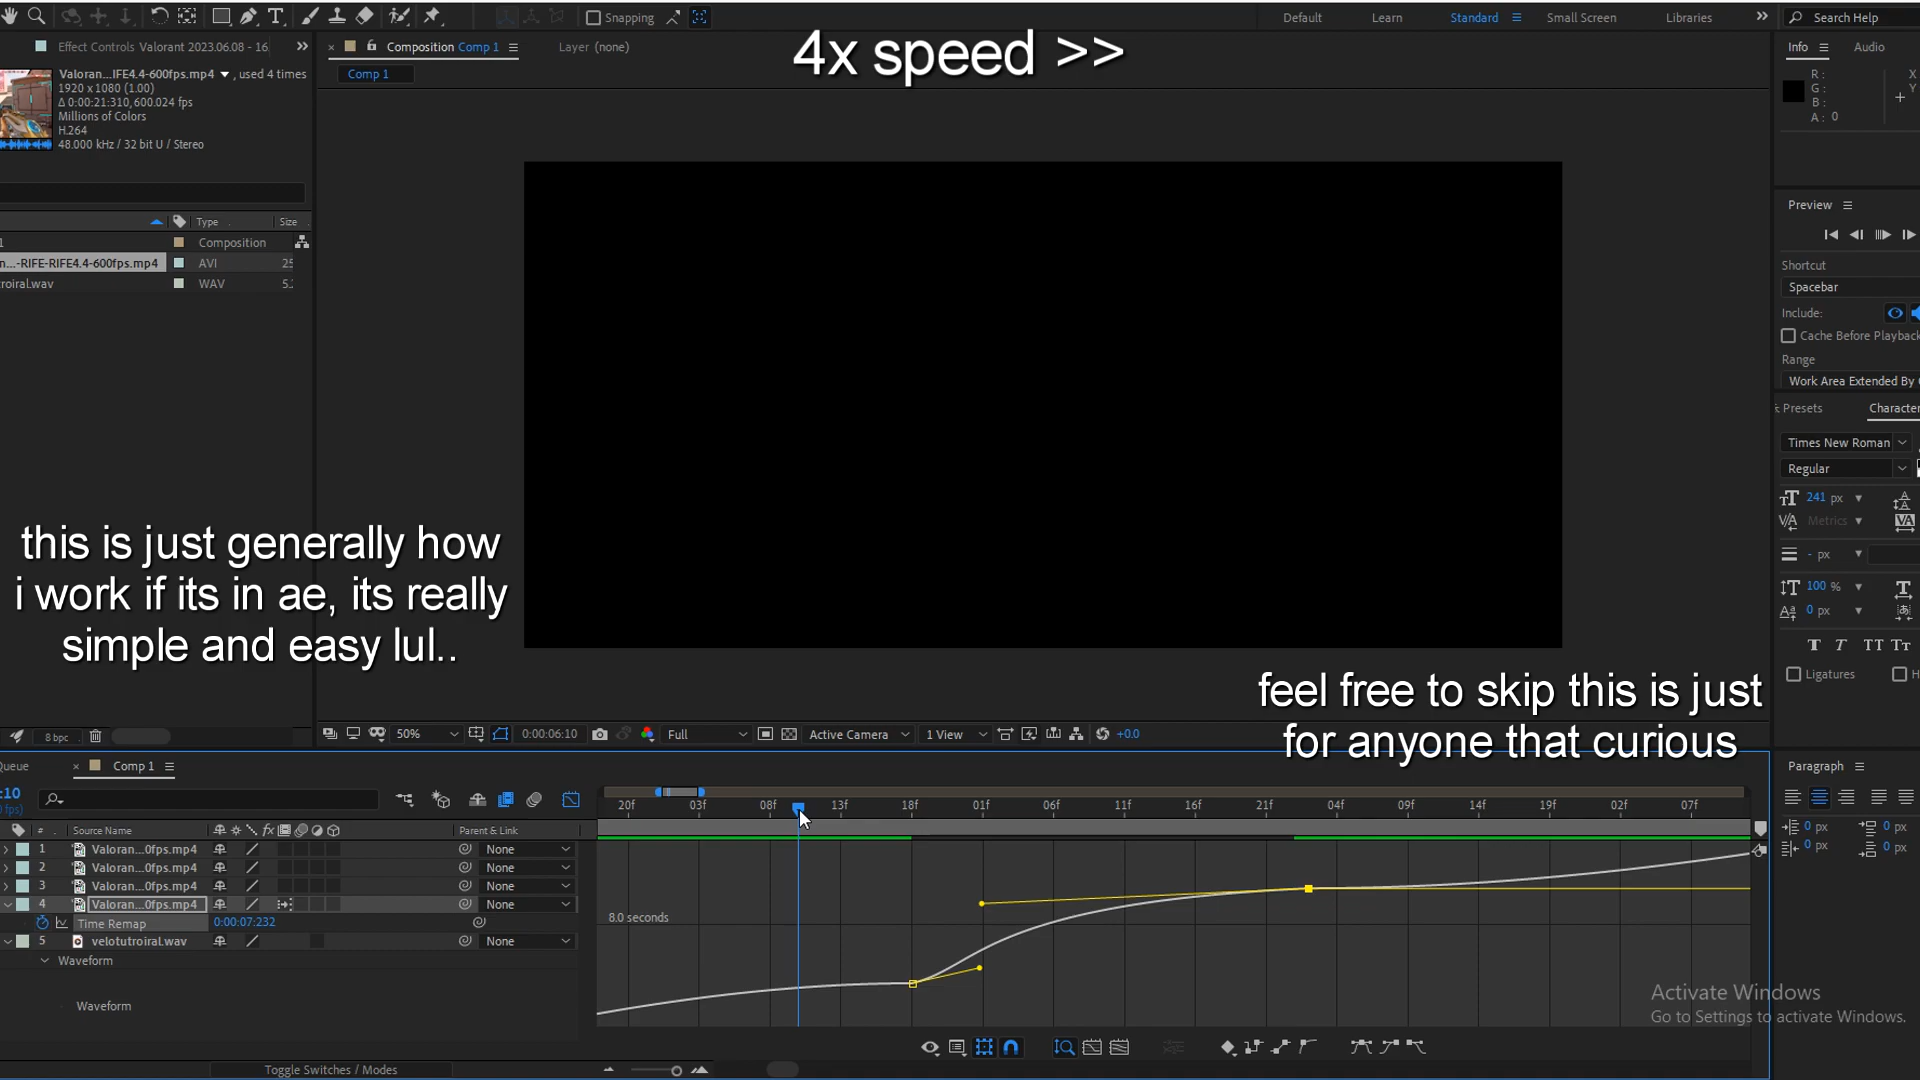 Snapping
Default
Learn
Standard
Small Screen
Libraries
Search Help
Effect Controls Valorant 2023.06.08 - 16
Composition Comp 1
Layer (none)
4x speed >>
Info
Audio
Comp 1
Valoran...IFE4.4-600fps.mp4 , used 4 times
1920 x 1080 (1.00)
Δ 0:00:21:310, 600.024 fps
Millions of Colors
H.264
48.000 kHz / 32 bit U / Stereo
R :
G :
B :
A : 0
X
Y
Preview
Type
Size
Composition
n...-RIFE-RIFE4.4-600fps.mp4
AVI
25
roiral.wav
WAV
5.
Shortcut
Spacebar
Include:
Cache Before Playback
Range
Work Area Extended By
Presets
Character
Times New Roman
Regular
241 px
Metrics
- px
100 %
0 px
Ligatures
this is just generally how
i work if its in ae, its really
simple and easy lul..
feel free to skip this is just
for anyone that curious
8 bpc
50%
0:00:06:10
Full
Active Camera
1 View
+0.0
Queue
Comp 1
Paragraph
:10
fps)
20f 03f 08f 13f 18f 01f 06f 11f 16f 21f 04f 09f 14f 19f 02f 07f
# Source Name
Parent & Link
1 Valoran...0fps.mp4 None
2 Valoran...0fps.mp4 None
3 Valoran...0fps.mp4 None
4 Valoran...0fps.mp4 None
Time Remap 0:00:07:232
5 velotutroiral.wav None
Waveform
Waveform
8.0 seconds
0 px
0 px
0 px
0 px
Activate Windows
Go to Settings to activate Windows.
Toggle Switches / Modes